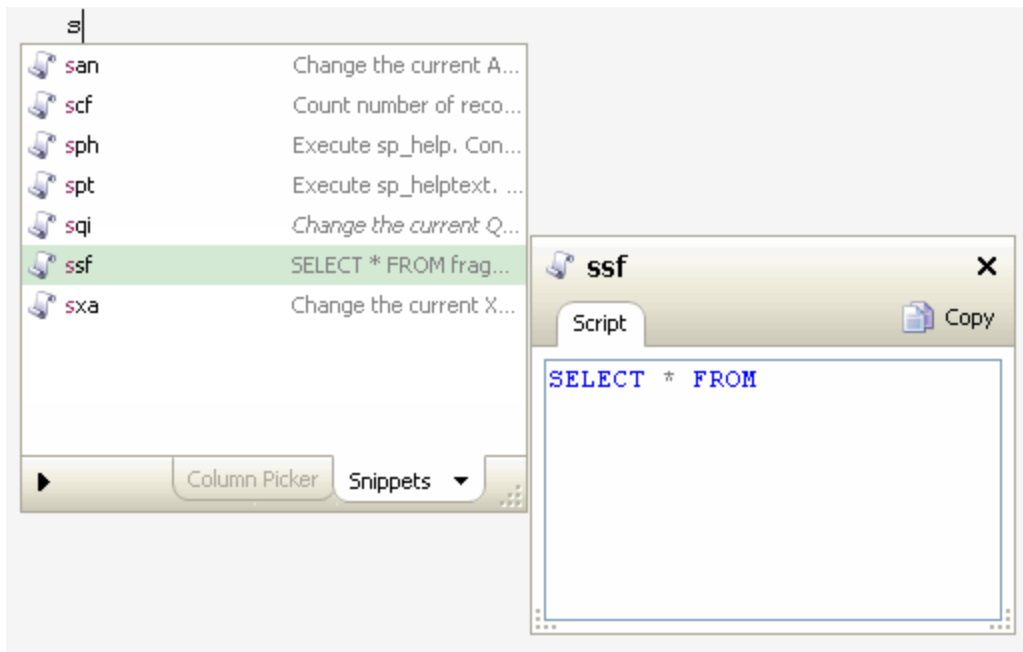 s
san Change the current A...
scf Count number of reco...
sph Execute sp_help. Con...
spt Execute sp_helptext. ...
sqi Change the current Q...
ssf SELECT * FROM frag...
sxa Change the current X...
Column Picker Snippets
ssf
Script Copy
SELECT * FROM